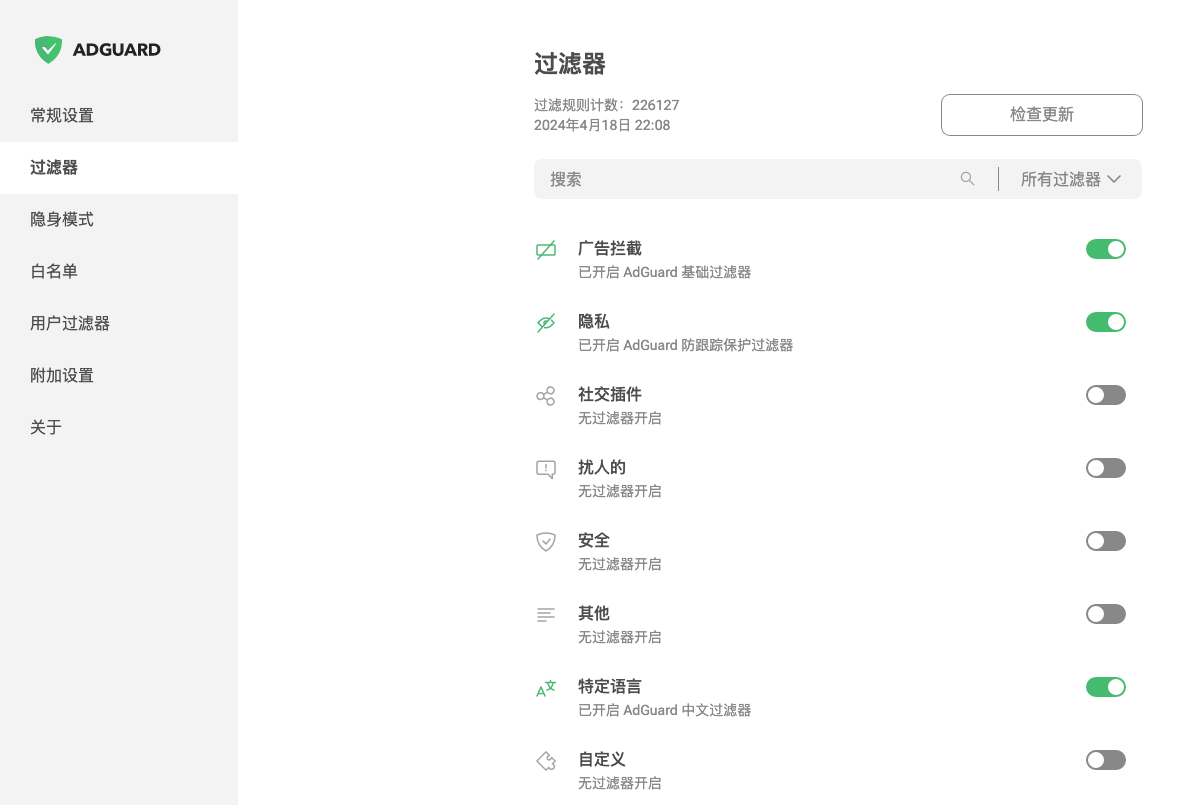 ADGUARD
常规设置
过滤器
隐身模式
白名单
用户过滤器
附加设置
关于
过滤器
过滤规则计数：226127
2024年4月18日 22:08
检查更新
搜索
所有过滤器
广告拦截
已开启 AdGuard 基础过滤器
隐私
已开启 AdGuard 防跟踪保护过滤器
社交插件
无过滤器开启
扰人的
无过滤器开启
安全
无过滤器开启
其他
无过滤器开启
特定语言
已开启 AdGuard 中文过滤器
自定义
无过滤器开启